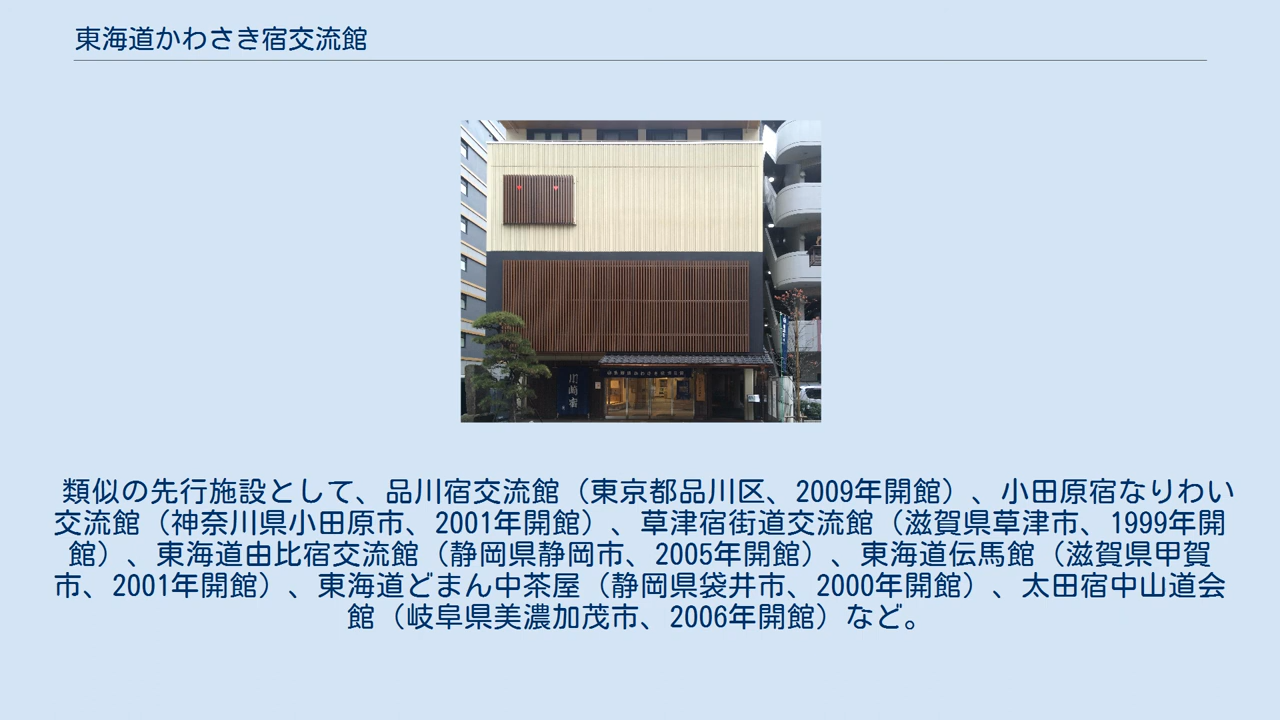 東海道かわさき宿交流館
川崎宿
類似の先行施設として、品川宿交流館（東京都品川区、2009年開館）、小田原宿なりわい
交流館（神奈川県小田原市、2001年開館）、草津宿街道交流館（滋賀県草津市、1999年開
館）、東海道由比宿交流館（静岡県静岡市、2005年開館）、東海道伝馬館（滋賀県甲賀
市、2001年開館）、東海道どまん中茶屋（静岡県袋井市、2000年開館）、太田宿中山道会
館（岐阜県美濃加茂市、2006年開館）など。